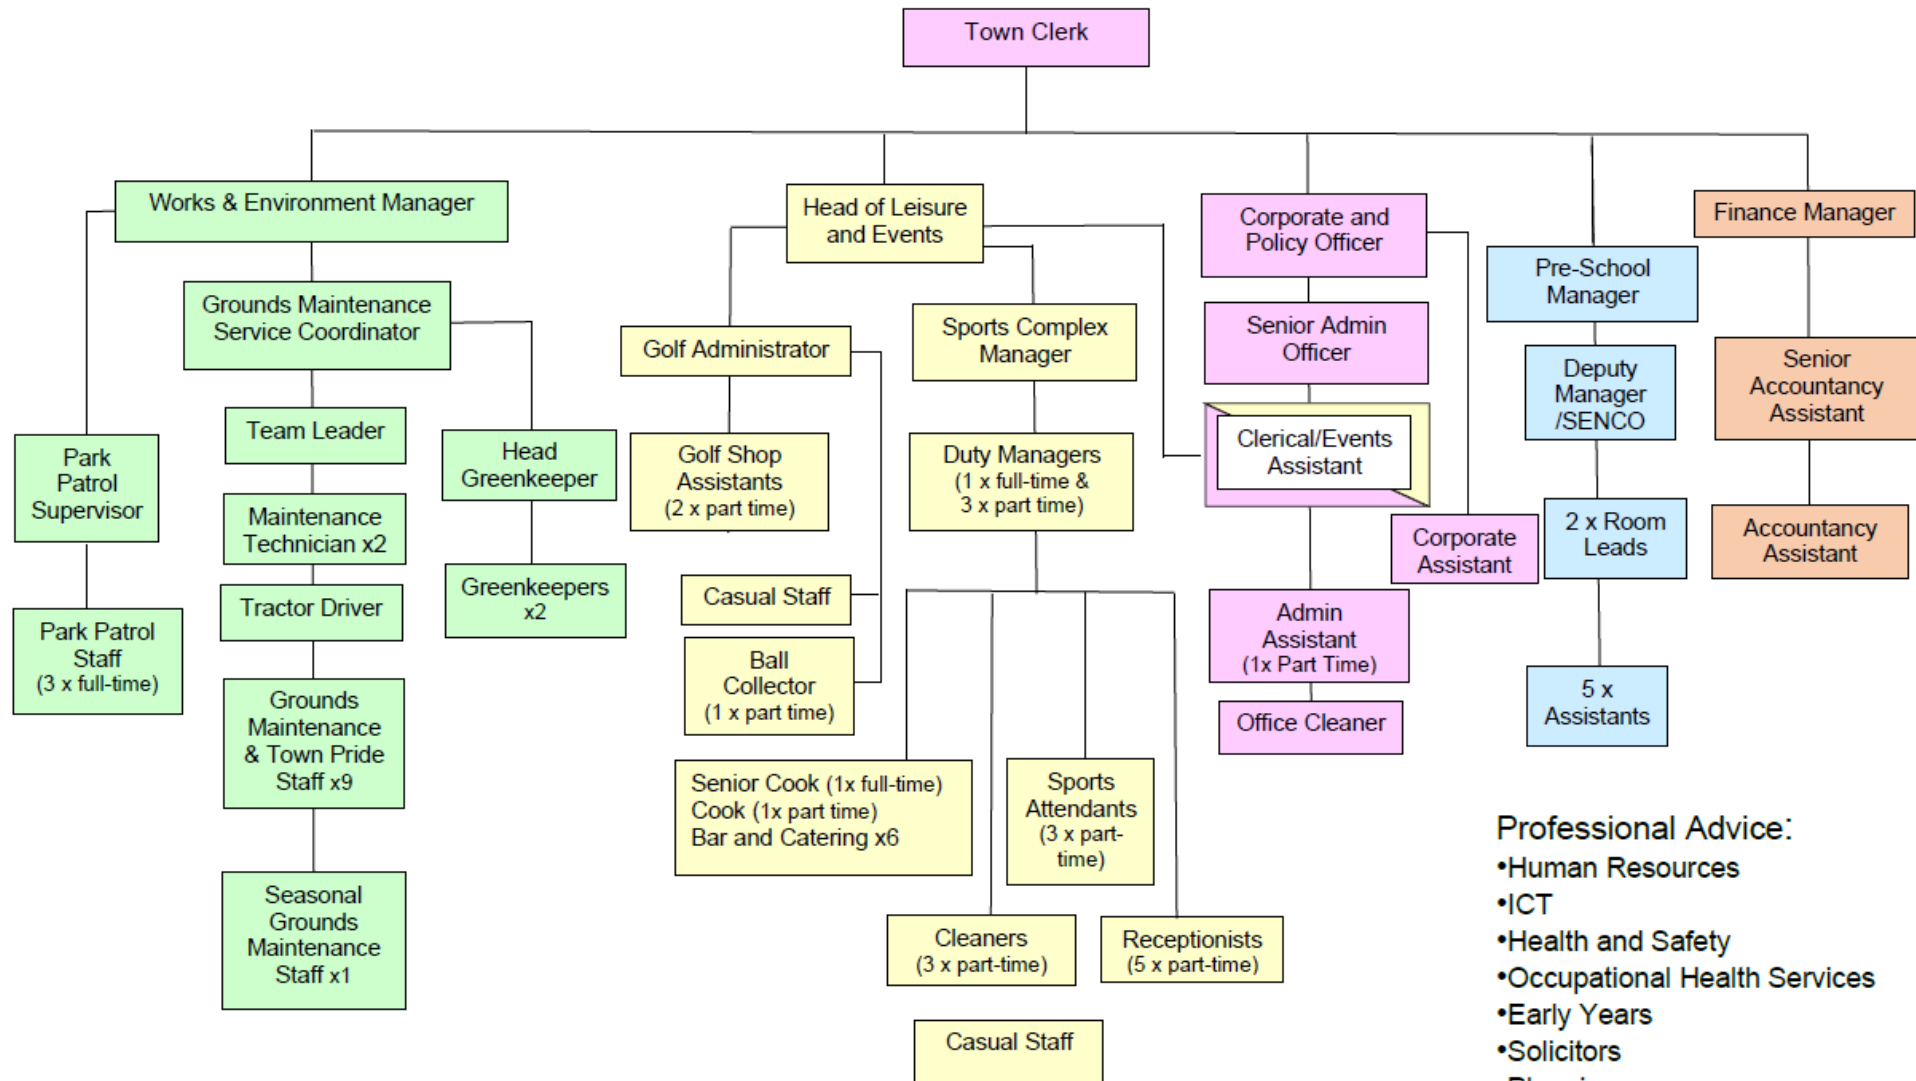 Town Clerk
Works & Environment Manager
Head of Leisure
and Events
Corporate and
Policy Officer
Finance Manager
Pre-School
Manager
Grounds Maintenance
Service Coordinator
Golf Administrator
Sports Complex
Manager
Senior Admin
Officer
Deputy
Manager
/SENCO
Senior
Accountancy
Assistant
Team Leader
Park
Patrol
Supervisor
Head
Greenkeeper
Golf Shop
Assistants
(2 x part time)
Duty Managers
(1 x full-time &
3 x part time)
Clerical/Events
Assistant
Maintenance
Technician x2
Corporate
Assistant
2 x Room
Leads
Accountancy
Assistant
Tractor Driver
Greenkeepers
x2
Casual Staff
Park Patrol
Staff
(3 x full-time)
Ball
Collector
(1 x part time)
Admin
Assistant
(1x Part Time)
5 x
Assistants
Grounds
Maintenance
& Town Pride
Staff x9
Office Cleaner
Senior Cook (1x full-time)
Cook (1x part time)
Bar and Catering x6
Sports
Attendants
(3 x part-
time)
Seasonal
Grounds
Maintenance
Staff x1
Cleaners
(3 x part-time)
Receptionists
(5 x part-time)
Casual Staff
Professional Advice:
•Human Resources
•ICT
•Health and Safety
•Occupational Health Services
•Early Years
•Solicitors